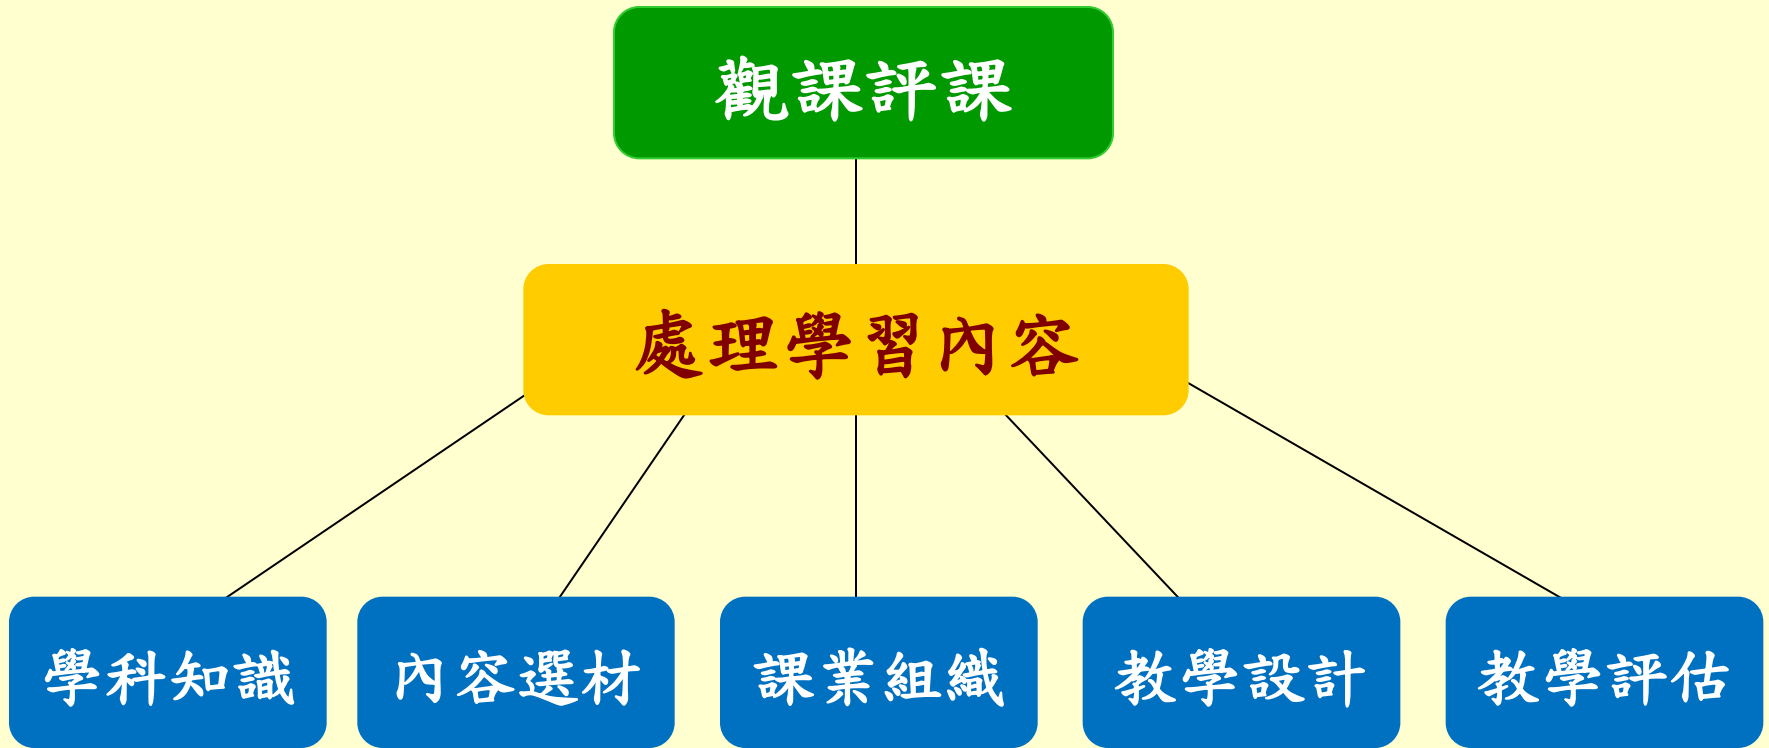 觀課評課
處理學習內容
學科知識
內容選材
課業組織
教學設計
教學評估